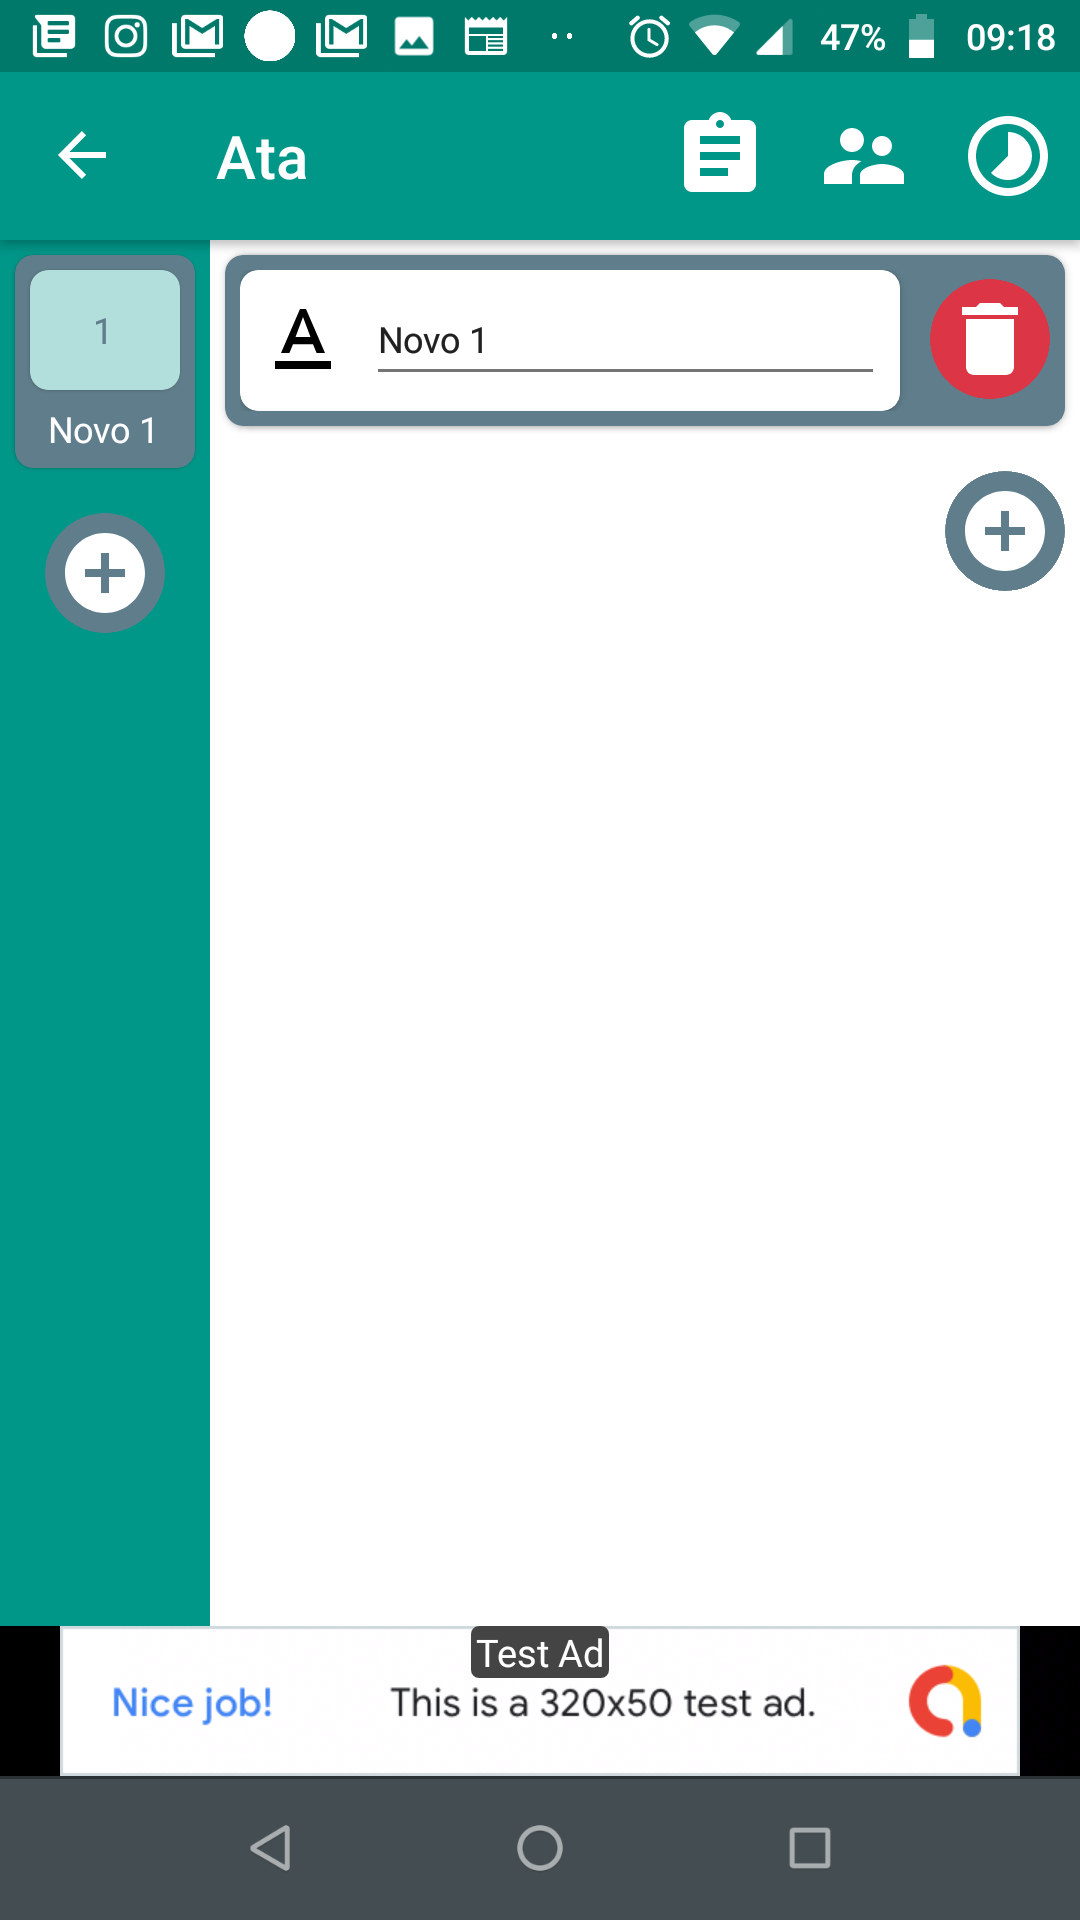 47% 09:18
Ata
1
Novo 1
A Novo 1
Test Ad
Nice job! This is a 320x50 test ad.